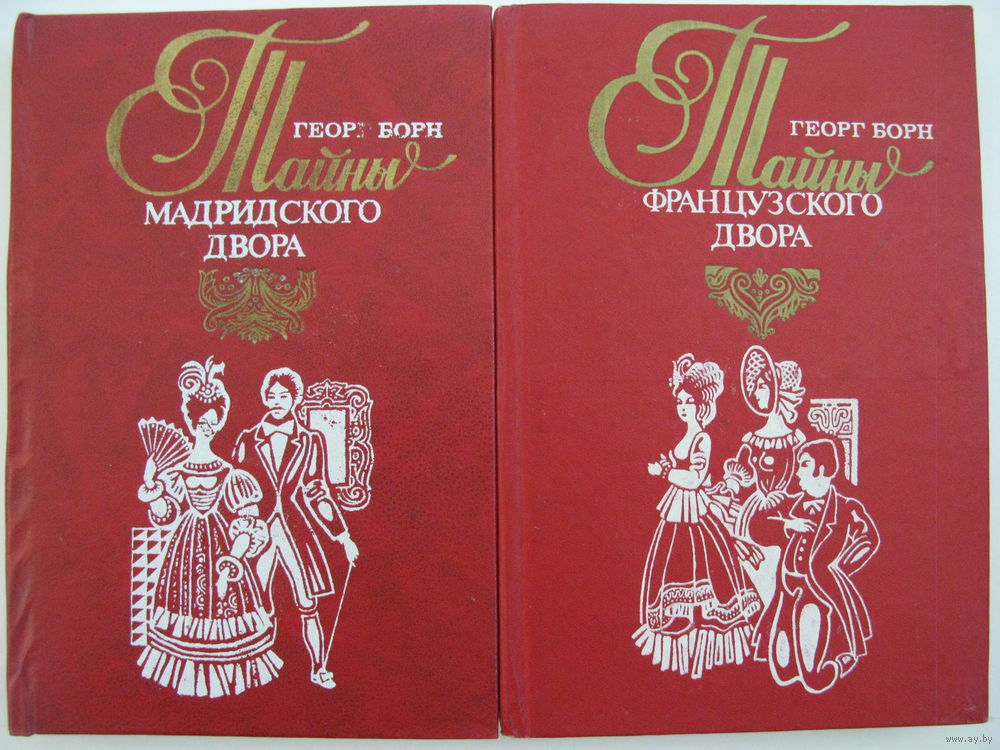 ГЕОРГ БОРН
Тайны
МАДРИДСКОГО
ДВОРА
ГЕОРГ БОРН
Тайны
ФРАНЦУЗСКОГО
ДВОРА
www.ay.by